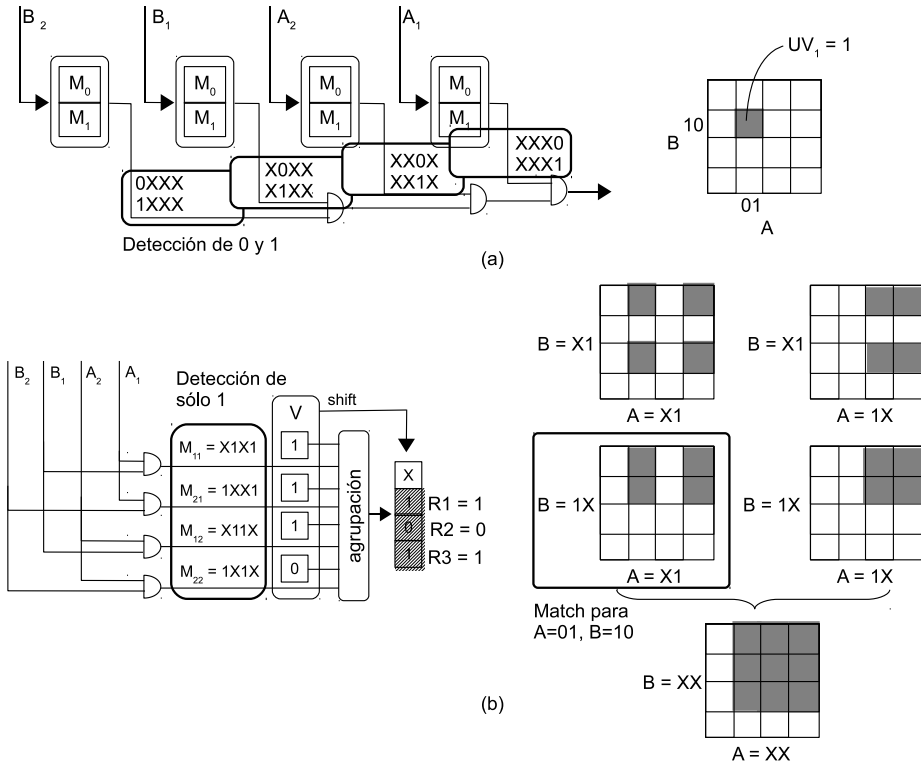 B2
B1
A2
A1
M0
M1
M0
M1
M0
M1
M0
M1
0XXX
1XXX
X0XX
X1XX
XX0X
XX1X
XXX0
XXX1
Detección de 0 y 1
UV1 = 1
10
B
01
A
(a)
B2
B1
A2
A1
Detección de
sólo 1
M11 = X1X1
M21 = 1XX1
M12 = X11X
M22 = 1X1X
V
1
1
1
0
shift
agrupación
X
1
0
1
R1 = 1
R2 = 0
R3 = 1
B = X1
A = X1
B = X1
A = 1X
B = 1X
A = X1
B = 1X
A = 1X
Match para
A=01, B=10
B = XX
A = XX
(b)